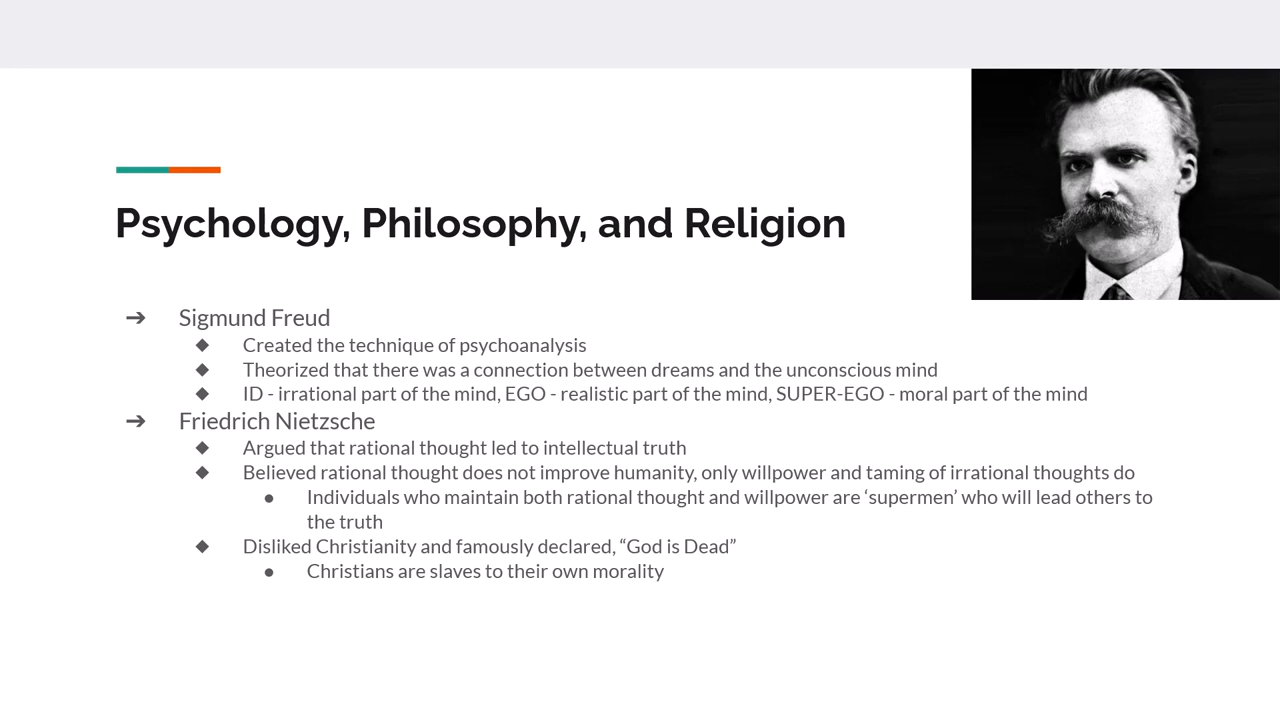 Psychology, Philosophy, and Religion
➔ Sigmund Freud
◆ Created the technique of psychoanalysis
◆ Theorized that there was a connection between dreams and the unconscious mind
◆ ID - irrational part of the mind, EGO - realistic part of the mind, SUPER-EGO - moral part of the mind
➔ Friedrich Nietzsche
◆ Argued that rational thought led to intellectual truth
◆ Believed rational thought does not improve humanity, only willpower and taming of irrational thoughts do
● Individuals who maintain both rational thought and willpower are ‘supermen’ who will lead others to
the truth
◆ Disliked Christianity and famously declared, “God is Dead”
● Christians are slaves to their own morality